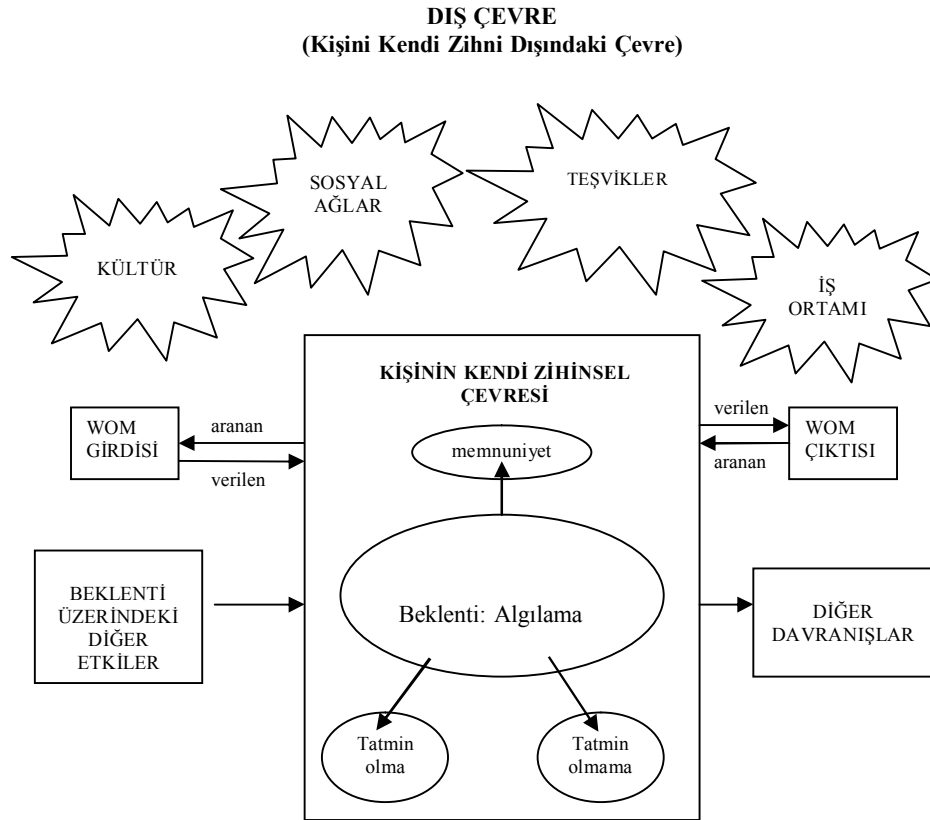 DIŞ ÇEVRE
(Kişini Kendi Zihni Dışındaki Çevre)
SOSYAL
AĞLAR
TEŞVİKLER
KÜLTÜR
İŞ
ORTAMI
KİŞİNİN KENDİ ZİHİNSEL
ÇEVRESİ
WOM
GİRDİSİ
aranan
verilen
memnuniyet
verilen
aranan
WOM
ÇIKTISI
BEKLENTİ
ÜZERİNDEKİ
DİĞER
ETKİLER
Beklenti: Algılama
DİĞER
DAVRANIŞLAR
Tatmin
olma
Tatmin
olmama